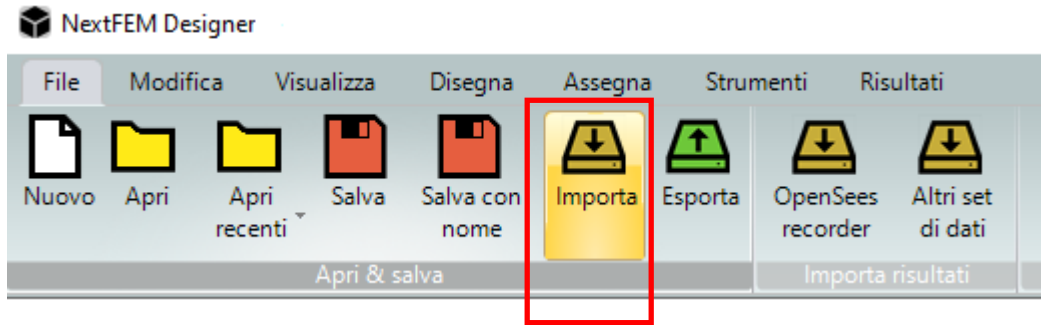 NextFEM Designer
File Modifica Visualizza Disegna Assegna Strumenti Risultati
Nuovo Apri Apri recenti Salva Salva con nome Importa Esporta OpenSees recorder Altri set di dati
Apri & salva Importa risultati